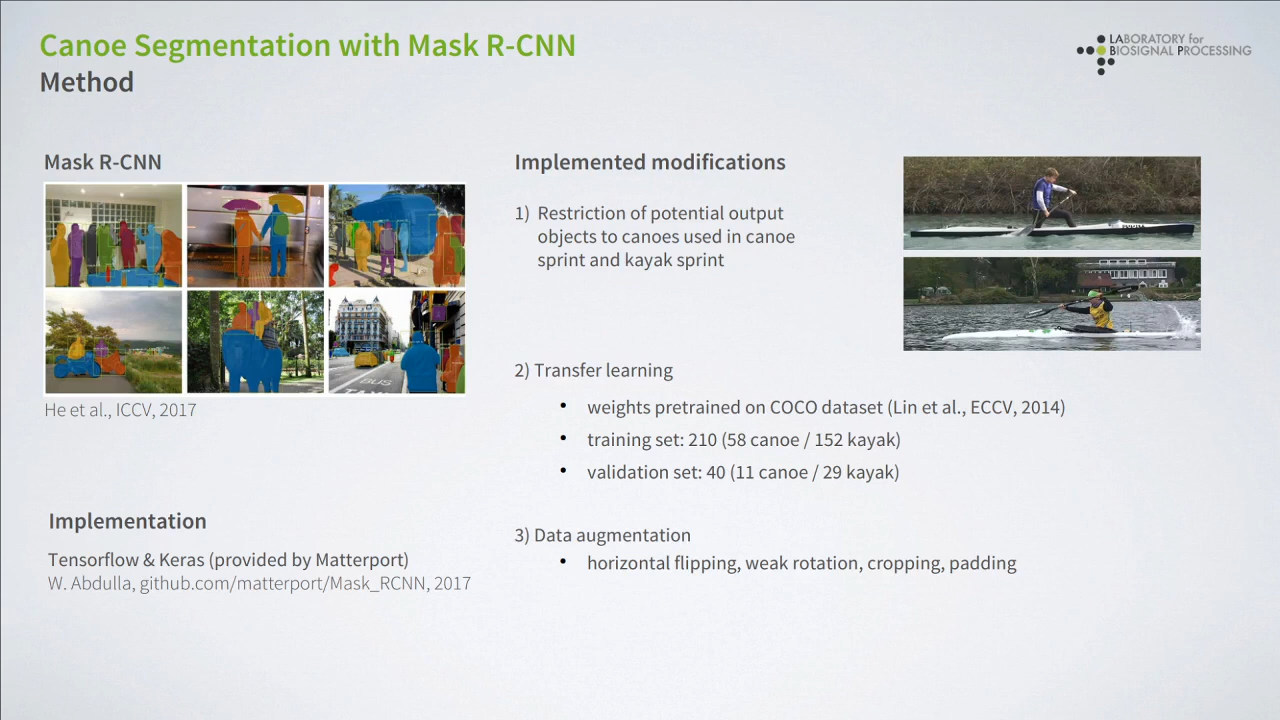 Canoe Segmentation with Mask R-CNN
Method
LABORATORY for
BIOSIGNAL PROCESSING
Mask R-CNN
He et al., ICCV, 2017
Implementation
Tensorflow & Keras (provided by Matterport)
W. Abdulla, github.com/matterport/Mask_RCNN, 2017
Implemented modifications
1) Restriction of potential output
objects to canoes used in canoe
sprint and kayak sprint
2) Transfer learning
• weights pretrained on COCO dataset (Lin et al., ECCV, 2014)
• training set: 210 (58 canoe / 152 kayak)
• validation set: 40 (11 canoe / 29 kayak)
3) Data augmentation
• horizontal flipping, weak rotation, cropping, padding
BUS